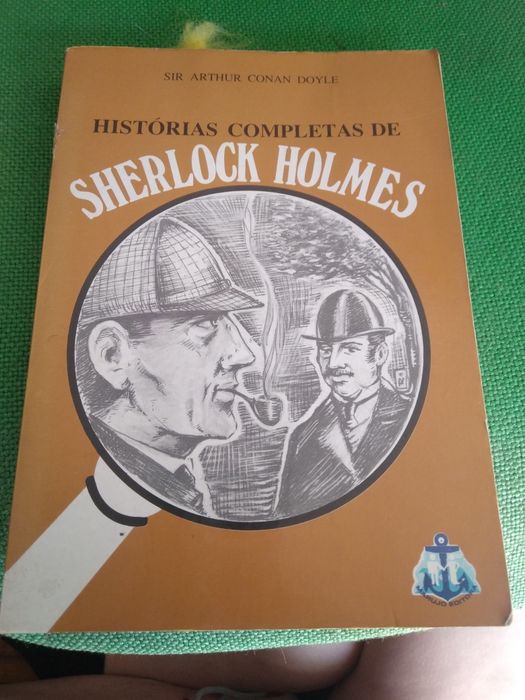 SIR ARTHUR CONAN DOYLE
HISTÓRIAS COMPLETAS DE
SHERLOCK HOLMES